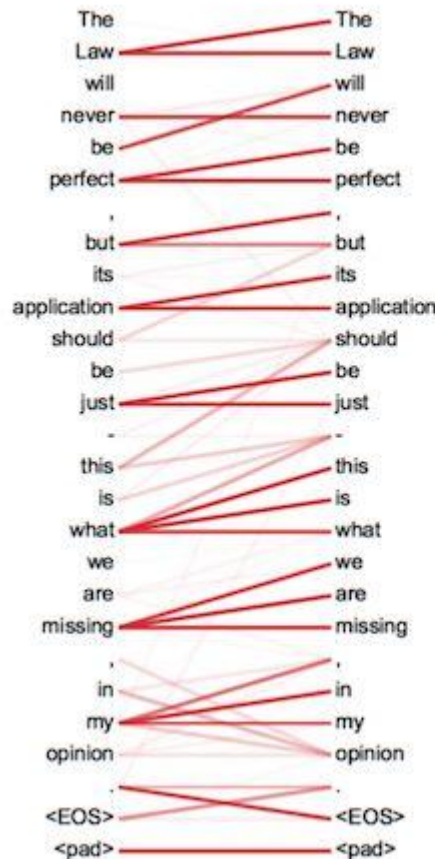 The The
Law Law
will will
never never
be be
perfect perfect
, ,
but but
its its
application application
should should
be be
just just
- -
this this
is is
what what
we we
are are
missing missing
, ,
in in
my my
opinion opinion
. .
<EOS> <EOS>
<pad> <pad>